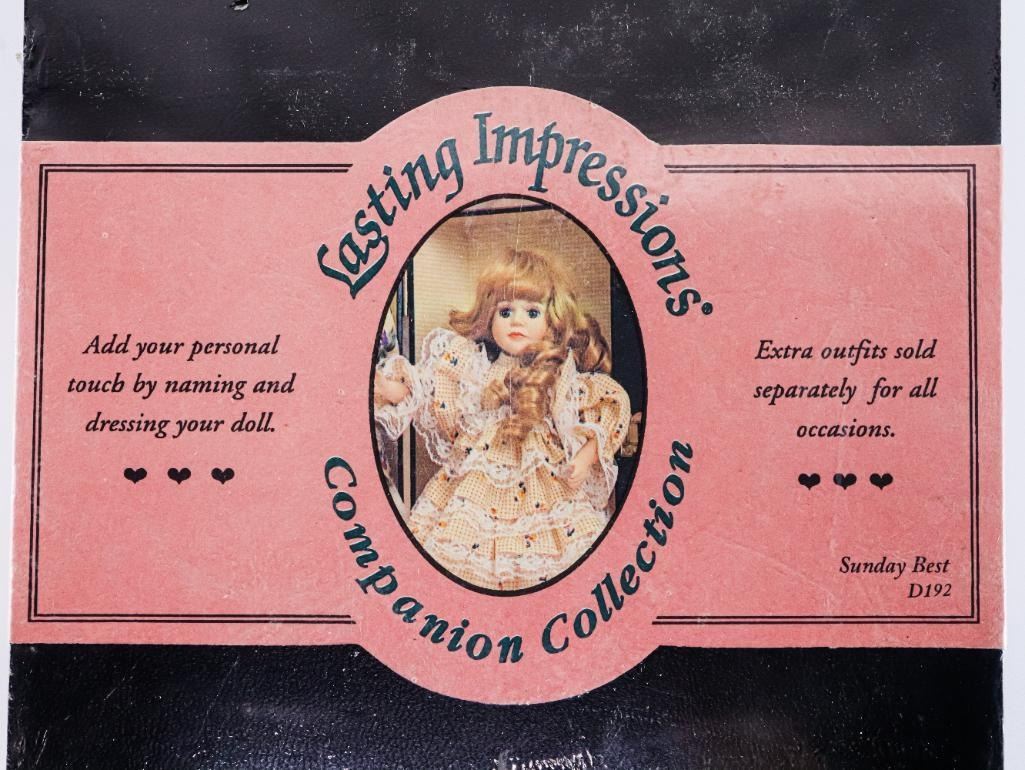 Lasting Impressions®
Add your personal
touch by naming and
dressing your doll.
❤ ❤ ❤
Extra outfits sold
separately for all
occasions.
❤ ❤ ❤
Companion Collection
Sunday Best
D192